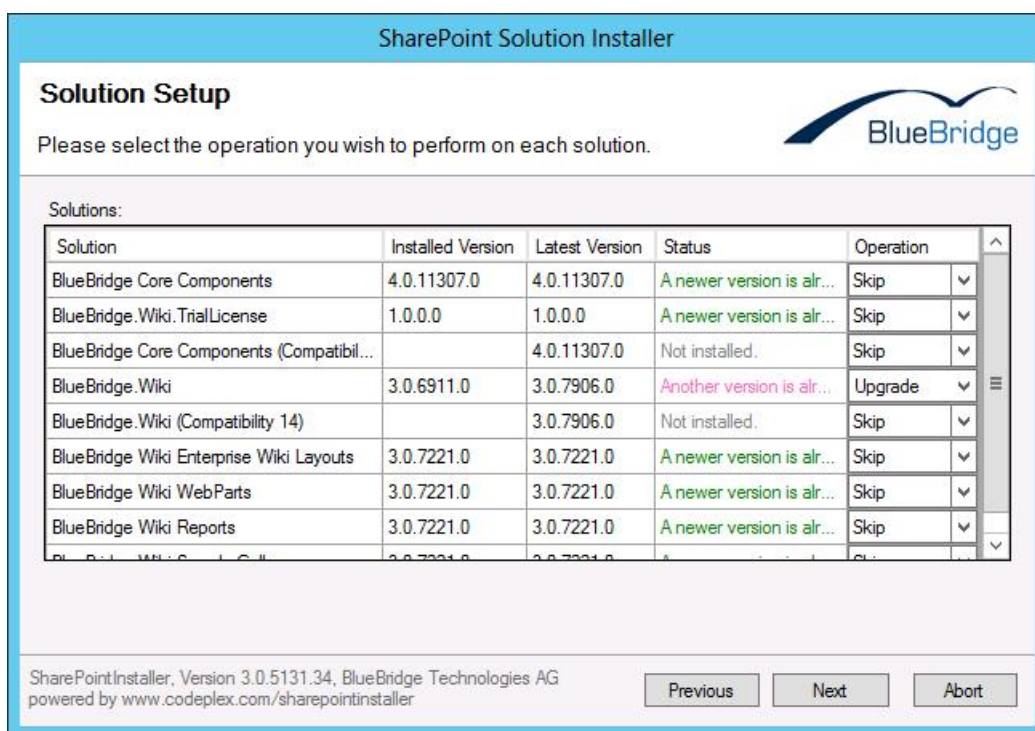 SharePoint Solution Installer
Solution Setup
Please select the operation you wish to perform on each solution.
BlueBridge
Solutions:
Solution Installed Version Latest Version Status Operation
BlueBridge Core Components 4.0.11307.0 4.0.11307.0 A newer version is alr... Skip
BlueBridge.Wiki.TrialLicense 1.0.0.0 1.0.0.0 A newer version is alr... Skip
BlueBridge Core Components (Compatibil... 4.0.11307.0 Not installed. Skip
BlueBridge.Wiki 3.0.6911.0 3.0.7906.0 Another version is alr... Upgrade
BlueBridge.Wiki (Compatibility 14) 3.0.7906.0 Not installed. Skip
BlueBridge Wiki Enterprise Wiki Layouts 3.0.7221.0 3.0.7221.0 A newer version is alr... Skip
BlueBridge Wiki WebParts 3.0.7221.0 3.0.7221.0 A newer version is alr... Skip
BlueBridge Wiki Reports 3.0.7221.0 3.0.7221.0 A newer version is alr... Skip
SharePointInstaller, Version 3.0.5131.34, BlueBridge Technologies AG
powered by www.codeplex.com/sharepointinstaller
Previous Next Abort